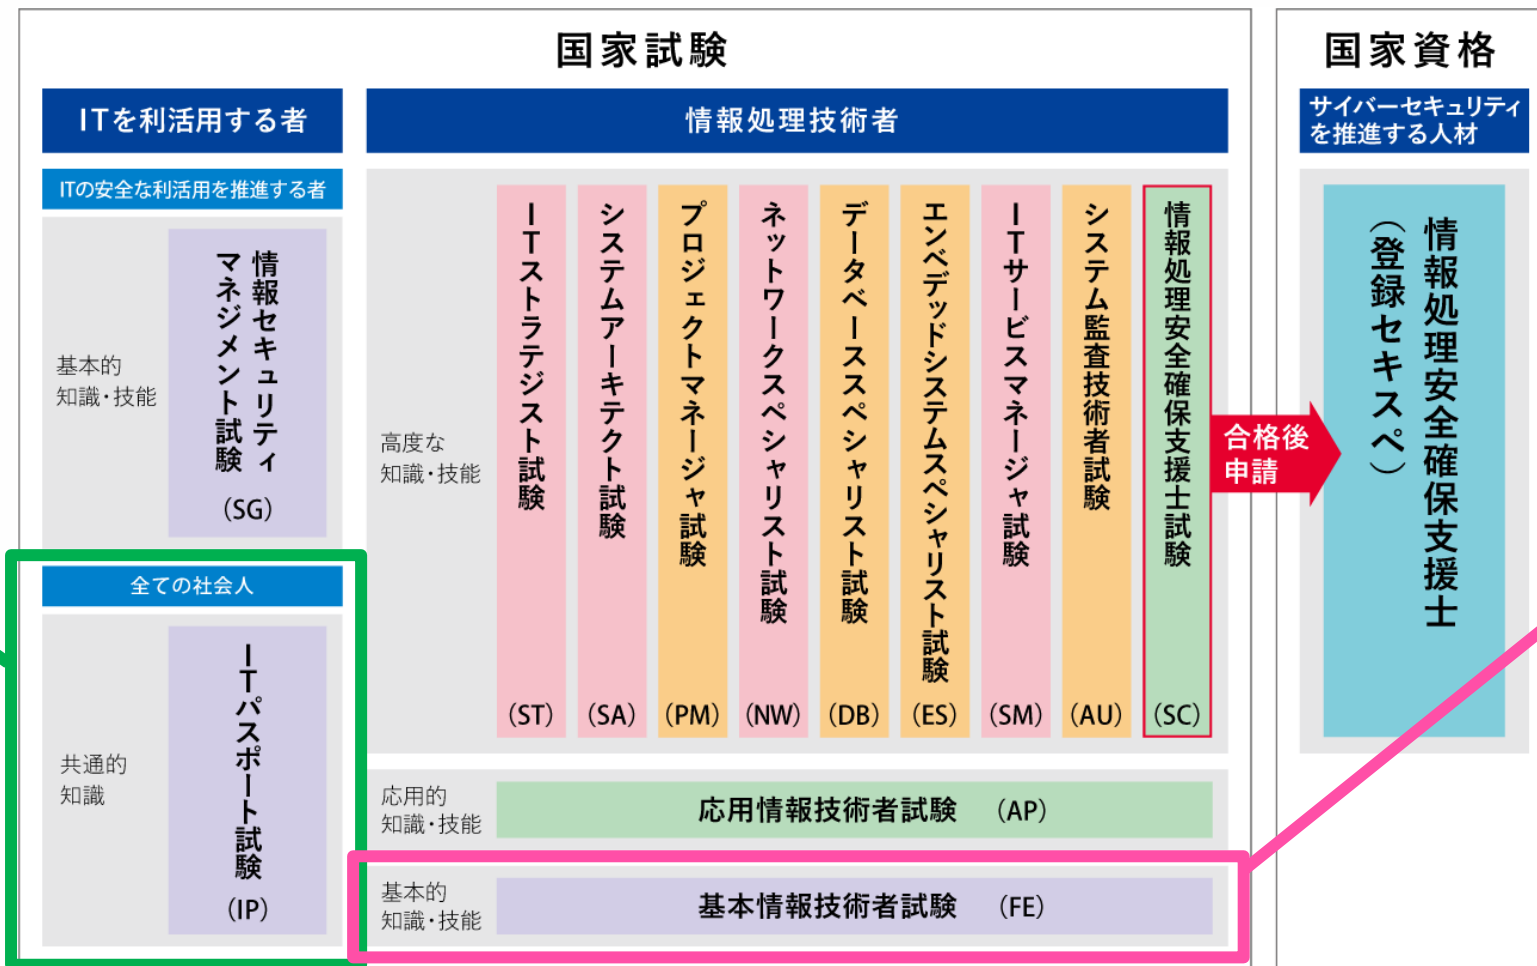 国家試験
国家資格
ITを利活用する者
情報処理技術者
サイバーセキュリティ
を推進する人材
ITの安全な利活用を推進する者
基本的
知識・技能
情報セキュリティ
マネジメント試験
(SG)
全ての社会人
共通的
知識
ITパスポート試験
(IP)
高度な
知識・技能
ITストラテジスト試験
(ST)
システムアーキテクト試験
(SA)
プロジェクトマネージャ試験
(PM)
ネットワークスペシャリスト試験
(NW)
データベーススペシャリスト試験
(DB)
エンベデッドシステムスペシャリスト試験
(ES)
ITサービスマネージャ試験
(SM)
システム監査技術者試験
(AU)
情報処理安全確保支援士試験
(SC)
合格後
申請
情報処理安全確保支援士
(登録セキスペ)
応用的
知識・技能
応用情報技術者試験 (AP)
基本的
知識・技能
基本情報技術者試験 (FE)